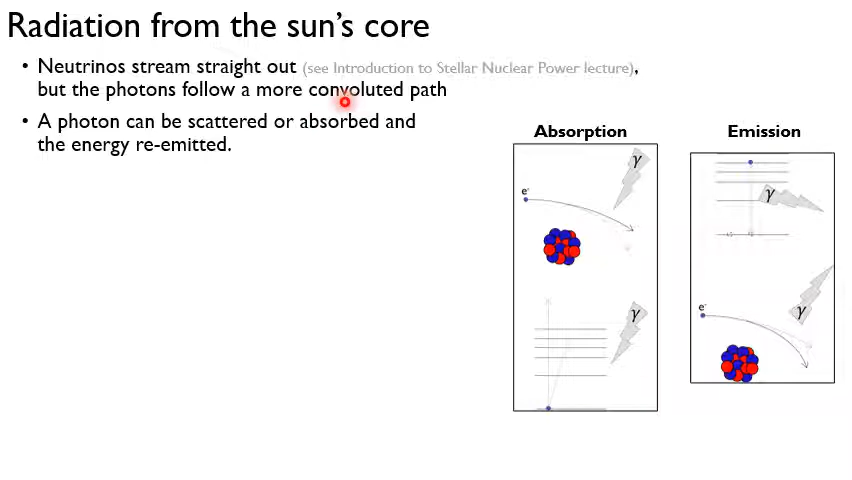 Radiation from the sun's core
• Neutrinos stream straight out (see Introduction to Stellar Nuclear Power lecture),
but the photons follow a more convoluted path
• A photon can be scattered or absorbed and
the energy re-emitted.
Absorption
Emission
γ
e⁻
γ
γ
γ
e⁻